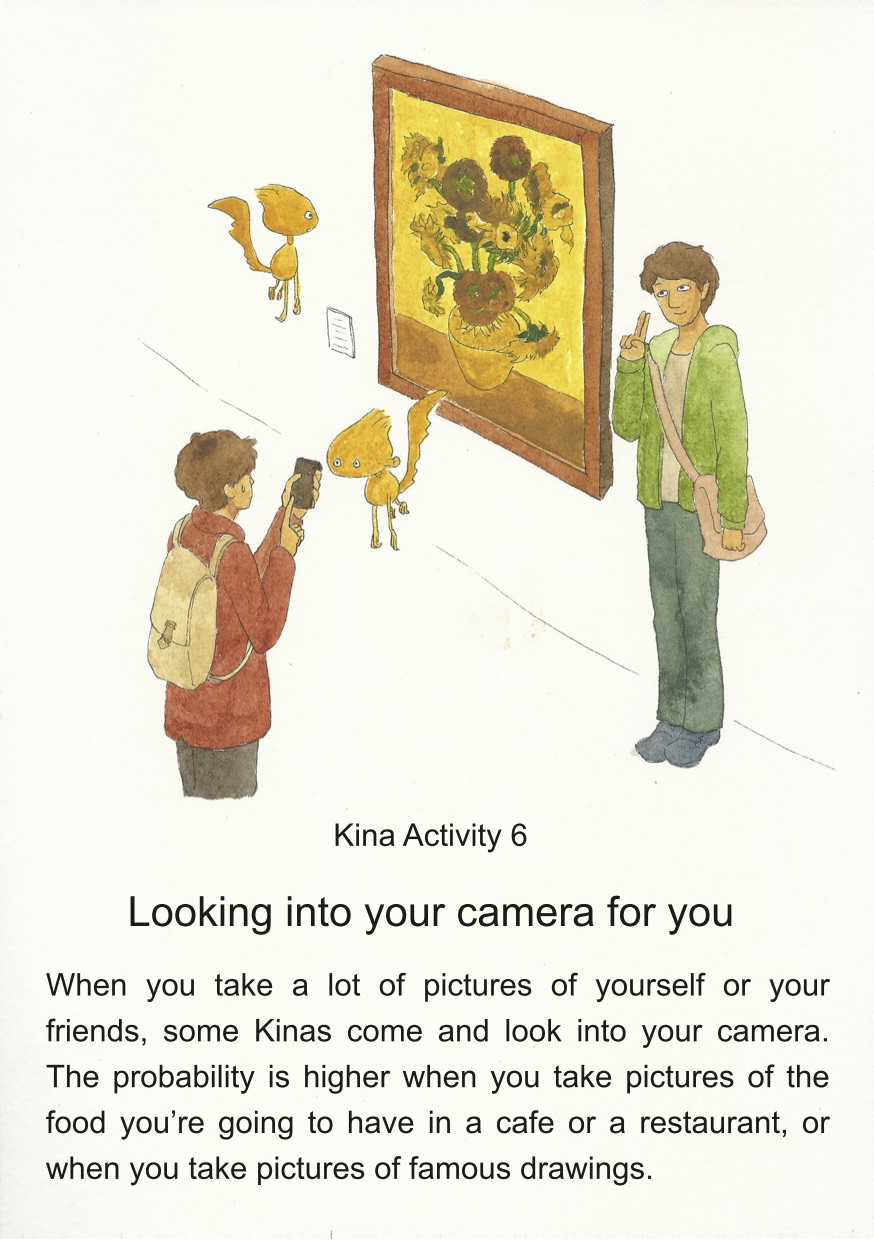 Kina Activity 6
Looking into your camera for you
When you take a lot of pictures of yourself or your
friends, some Kinas come and look into your camera.
The probability is higher when you take pictures of the
food you’re going to have in a cafe or a restaurant, or
when you take pictures of famous drawings.